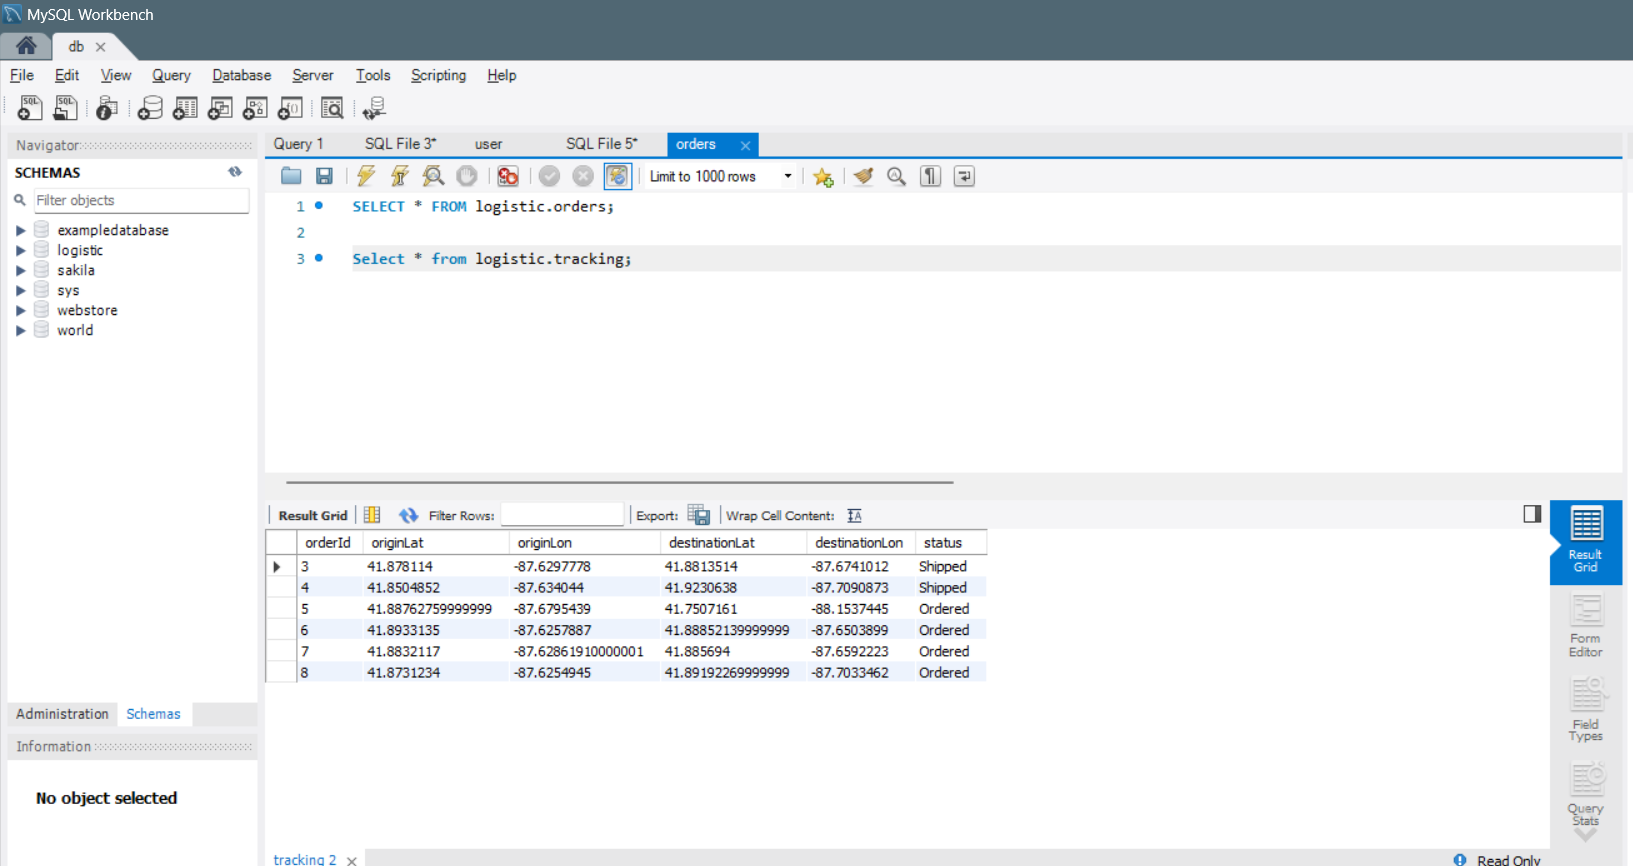 MySQL Workbench
db
File Edit View Query Database Server Tools Scripting Help
Navigator
SCHEMAS
Filter objects
exampledatabase
logistic
sakila
sys
webstore
world
Administration Schemas
Information
No object selected
Query 1 SQL File 3* user SQL File 5* orders
Limit to 1000 rows
1 SELECT * FROM logistic.orders;
2
3 Select * from logistic.tracking;
Result Grid Filter Rows: Export: Wrap Cell Content:
orderId originLat originLon destinationLat destinationLon status
3 41.878114 -87.6297778 41.8813514 -87.6741012 Shipped
4 41.8504852 -87.634044 41.9230638 -87.7090873 Shipped
5 41.88762759999999 -87.6795439 41.7507161 -88.1537445 Ordered
6 41.8933135 -87.6257887 41.88852139999999 -87.6503899 Ordered
7 41.8832117 -87.62861910000001 41.885694 -87.6592223 Ordered
8 41.8731234 -87.6254945 41.89192269999999 -87.7033462 Ordered
Result
Grid
Form
Editor
Field
Types
Query
Stats
tracking 2
Read Only